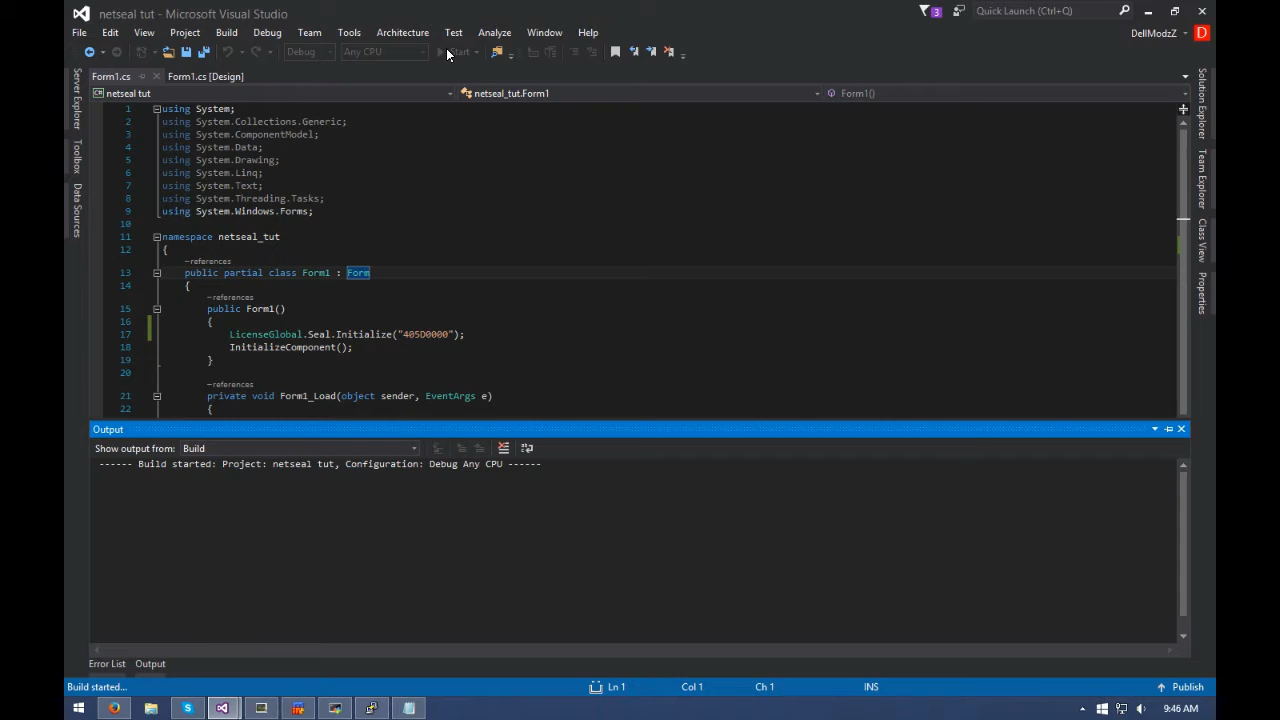 netseal tut - Microsoft Visual Studio
3
Quick Launch (Ctrl+Q)
File Edit View Project Build Debug Team Tools Architecture Test Analyze Window Help
DellModzZ
D
Debug Any CPU Start
Form1.cs Form1.cs [Design]
netseal tut netseal_tut.Form1 Form1()
Server Explorer
Toolbox
Data Sources
Solution Explorer
Team Explorer
Class View
Properties
1 using System;
2 using System.Collections.Generic;
3 using System.ComponentModel;
4 using System.Data;
5 using System.Drawing;
6 using System.Linq;
7 using System.Text;
8 using System.Threading.Tasks;
9 using System.Windows.Forms;
10
11 namespace netseal_tut
12 {
–references
13 public partial class Form1 : Form
14 {
–references
15 public Form1()
16 {
17 LicenseGlobal.Seal.Initialize("405D0000");
18 InitializeComponent();
19 }
20
–references
21 private void Form1_Load(object sender, EventArgs e)
22 {
Output
Show output from: Build
------ Build started: Project: netseal tut, Configuration: Debug Any CPU ------
Error List Output
Build started... Ln 1 Col 1 Ch 1 INS Publish
9:46 AM